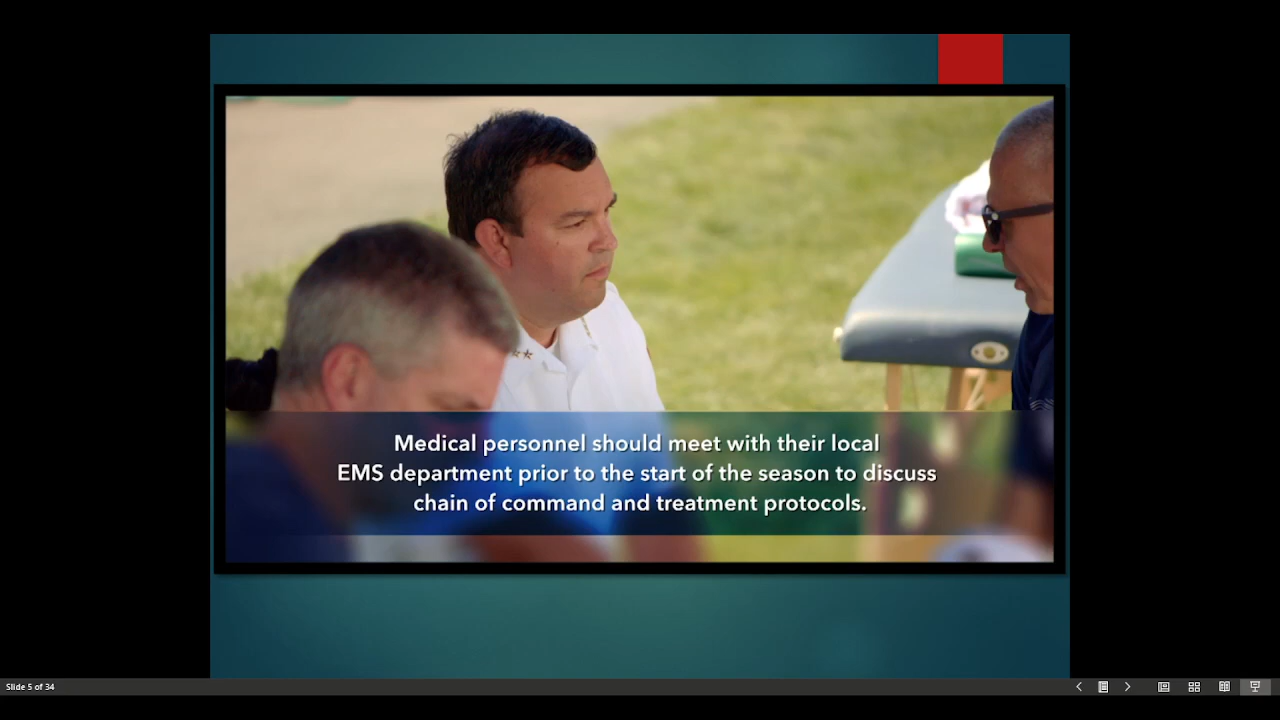 Medical personnel should meet with their local
EMS department prior to the start of the season to discuss
chain of command and treatment protocols.
Slide 5 of 34